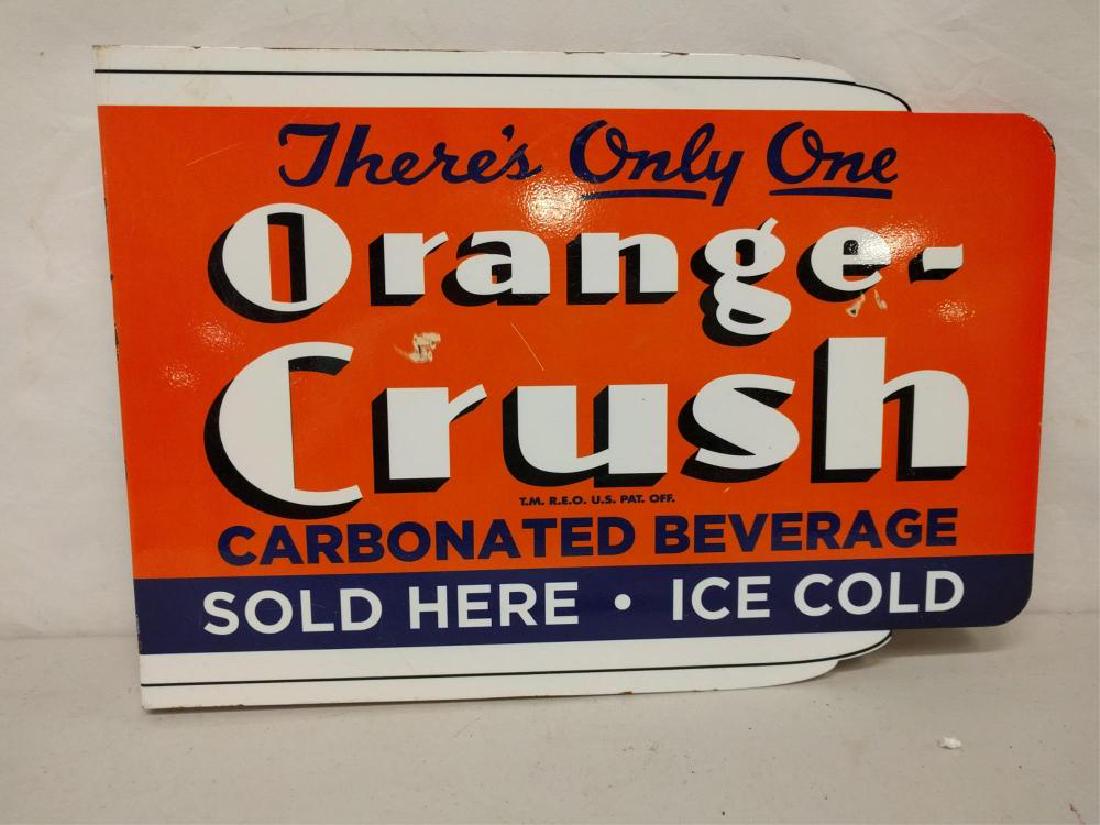 There's Only One
Orange-
Crush
T.M. R.E.O. U.S. PAT. OFF.
CARBONATED BEVERAGE
SOLD HERE • ICE COLD